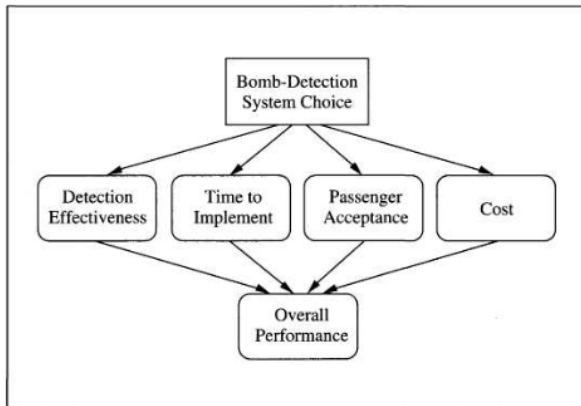 Bomb-Detection
System Choice
Detection
Effectiveness
Time to
Implement
Passenger
Acceptance
Cost
Overall
Performance